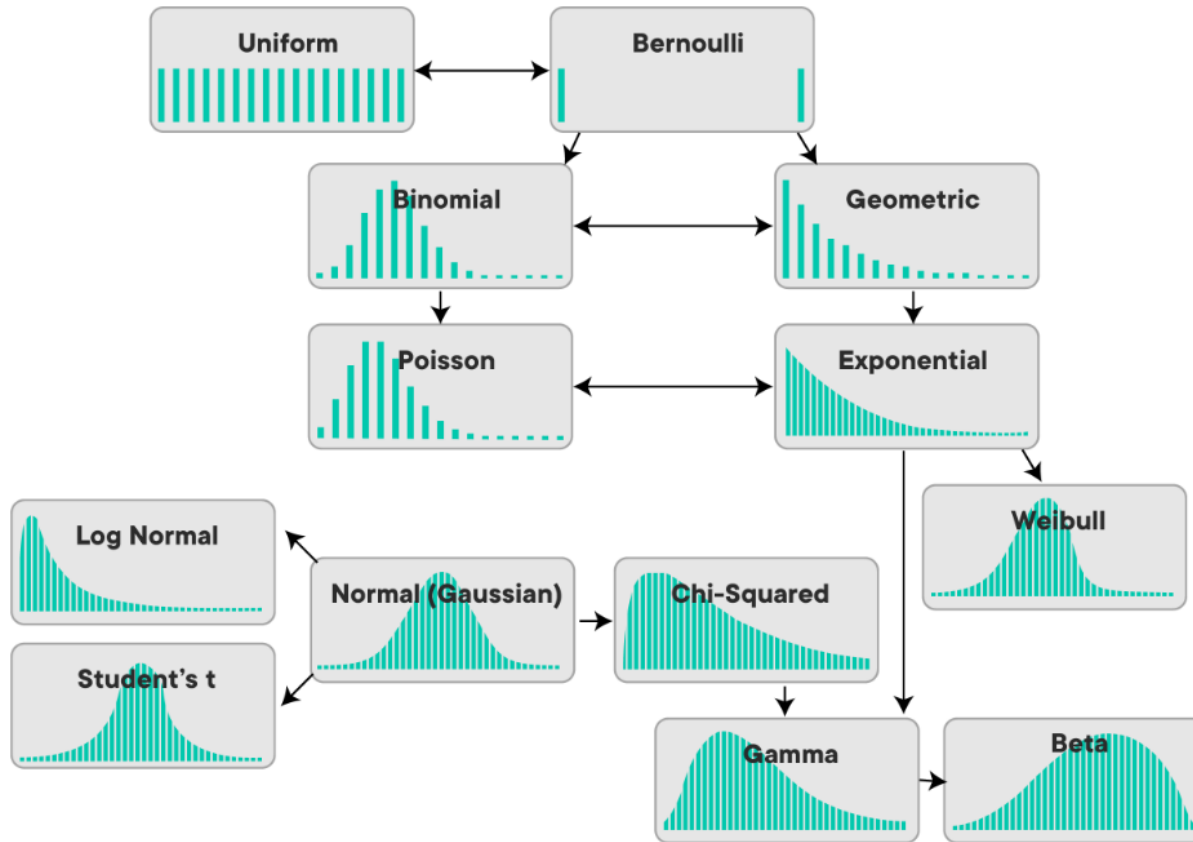 Uniform
Bernoulli
Binomial
Geometric
Poisson
Exponential
Log Normal
Weibull
Normal (Gaussian)
Chi-Squared
Student's t
Gamma
Beta